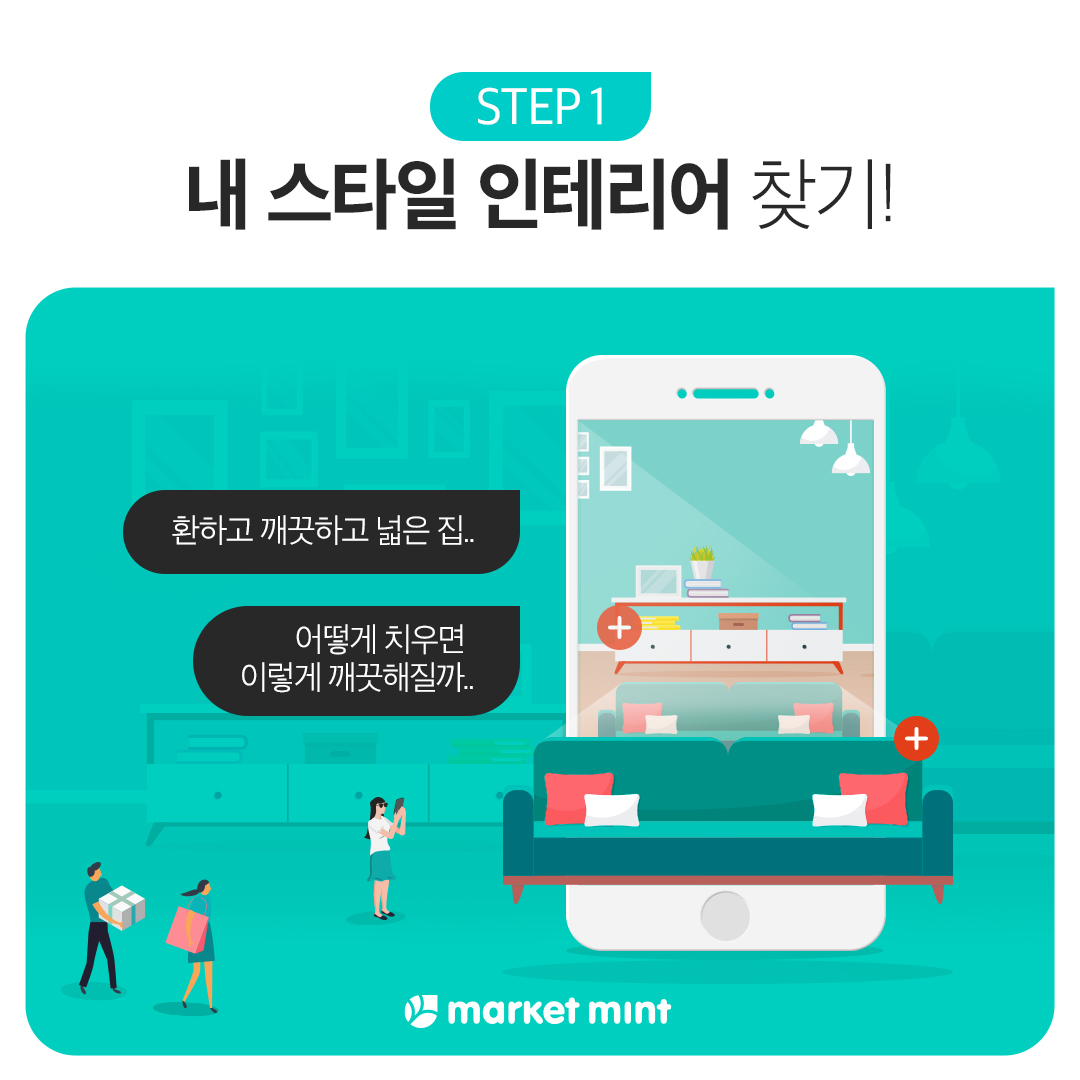 STEP 1
내 스타일 인테리어 찾기!
환하고 깨끗하고 넓은 집..
어떻게 치우면
이렇게 깨끗해질까..
market mint